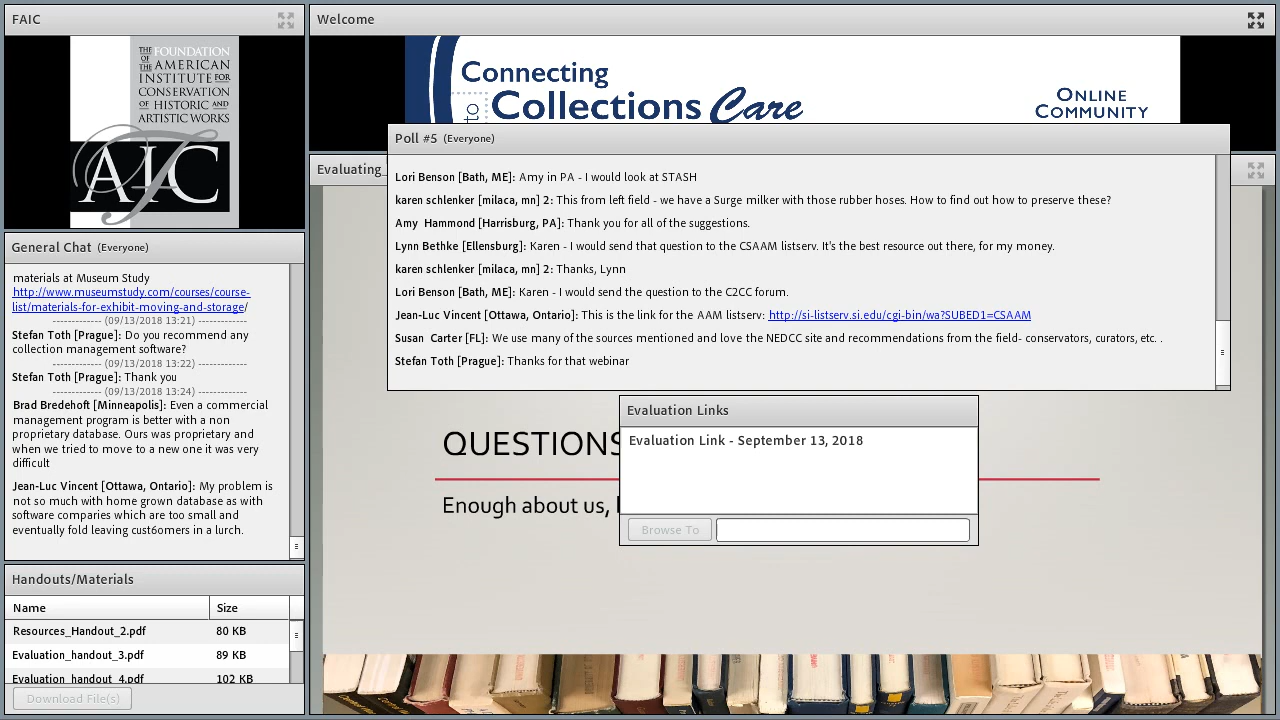 FAIC
THE FOUNDATION
OF THE AMERICAN
INSTITUTE FOR
CONSERVATION
OF HISTORIC AND
ARTISTIC WORKS
AIC
General Chat (Everyone)
materials at Museum Study
http://www.museumstudy.com/courses/course-
list/materials-for-exhibit-moving-and-storage/
------------- (09/13/2018 13:21) -------------
Stefan Toth [Prague]: Do you recommend any
collection management software?
------------- (09/13/2018 13:22) -------------
Stefan Toth [Prague]: Thank you
------------- (09/13/2018 13:24) -------------
Brad Bredehoft [Minneapolis]: Even a commercial
management program is better with a non
proprietary database. Ours was proprietary and
when we tried to move to a new one it was very
difficult
Jean-Luc Vincent [Ottawa, Ontario]: My problem is
not so much with home grown database as with
software comparies which are too small and
eventually fold leaving cust6omers in a lurch.
Handouts/Materials
Name Size
Resources_Handout_2.pdf 80 KB
Evaluation_handout_3.pdf 89 KB
Evaluation_handout_4.pdf 102 KB
Download File(s)
Welcome
Connecting
to Collections Care
ONLINE
COMMUNITY
Evaluating_
Poll #5 (Everyone)
Lori Benson [Bath, ME]: Amy in PA - I would look at STASH
karen schlenker [milaca, mn] 2: This from left field - we have a Surge milker with those rubber hoses. How to find out how to preserve these?
Amy Hammond [Harrisburg, PA]: Thank you for all of the suggestions.
Lynn Bethke [Ellensburg]: Karen - I would send that question to the CSAAM listserv. It's the best resource out there, for my money.
karen schlenker [milaca, mn] 2: Thanks, Lynn
Lori Benson [Bath, ME]: Karen - I would send the question to the C2CC forum
Jean-Luc Vincent [Ottawa, Ontario]: This is the link for the AAM listserv: http://si-listserv.si.edu/cgi-bin/wa?SUBED1=CSAAM
Susan Carter [FL]: We use many of the sources mentioned and love the NEDCC site and recommendations from the field- conservators, curators, etc. .
Stefan Toth [Prague]: Thanks for that webinar
Evaluation Links
Evaluation Link - September 13, 2018
Browse To
QUESTIONS
Enough about us,